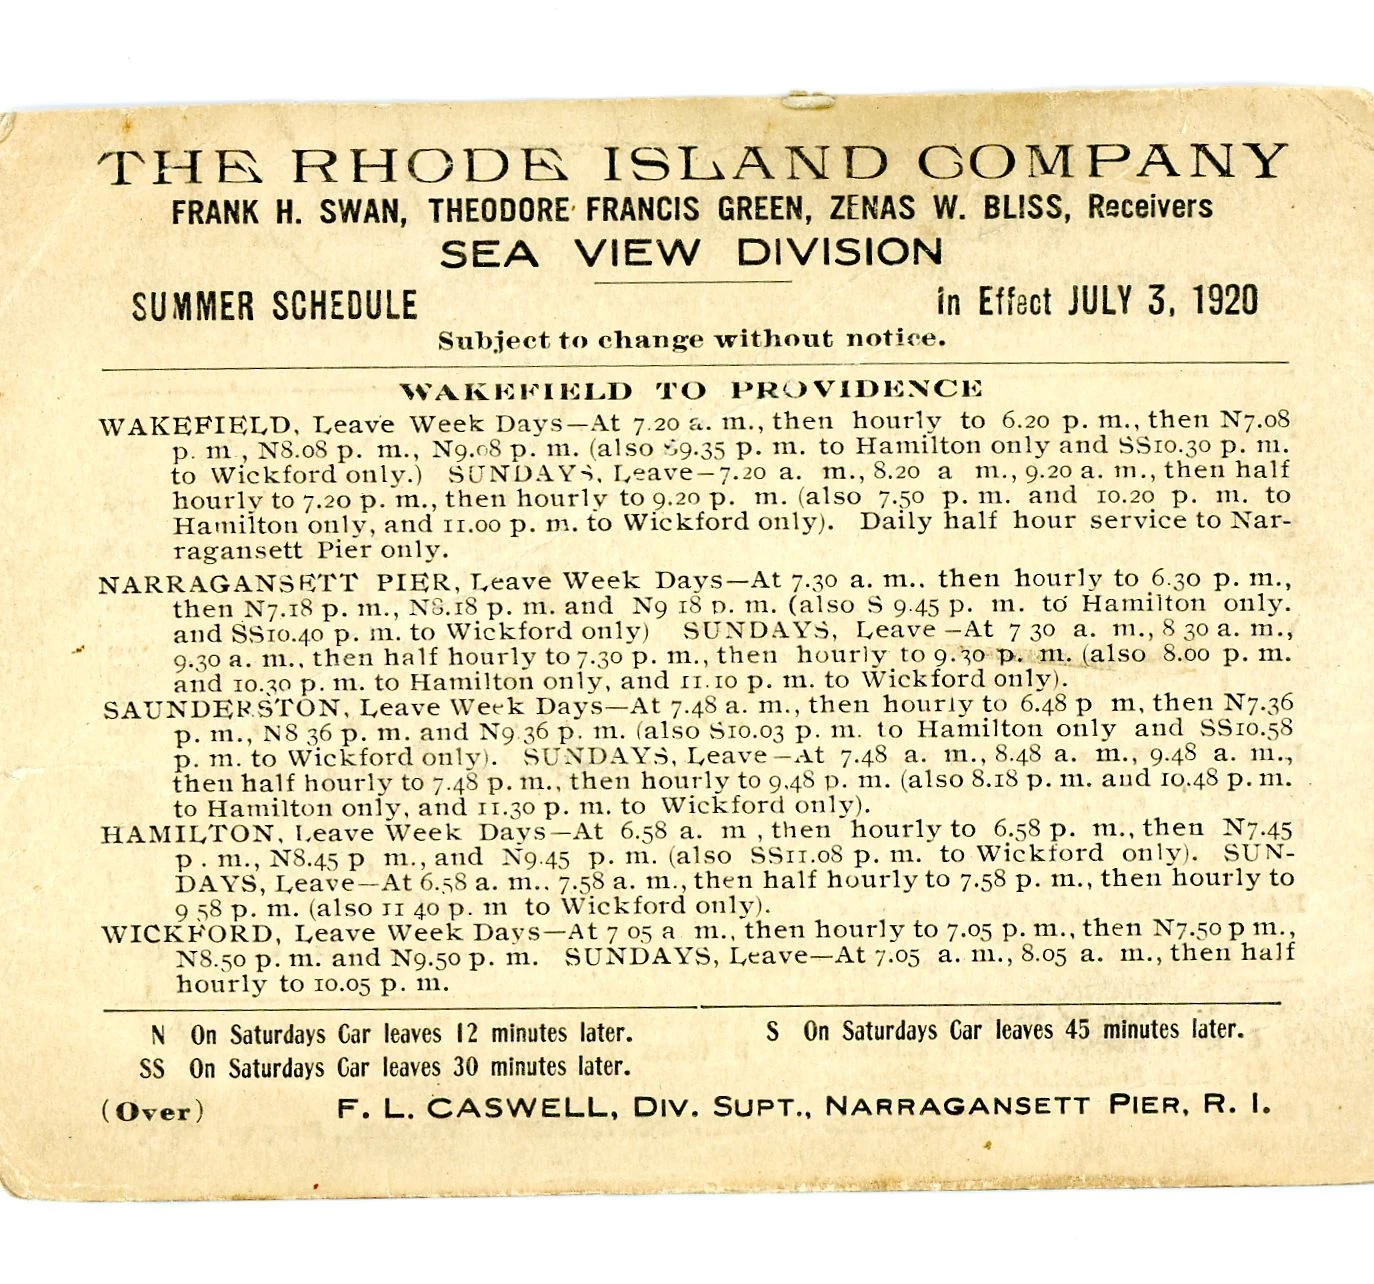 THE RHODE ISLAND COMPANY
FRANK H. SWAN, THEODORE FRANCIS GREEN, ZENAS W. BLISS, Receivers
SEA VIEW DIVISION
SUMMER SCHEDULE in Effect JULY 3, 1920
Subject to change without notice.
WAKEFIELD TO PROVIDENCE
WAKEFIELD, Leave Week Days—At 7.20 a. m., then hourly to 6.20 p. m., then N7.08
p. m , N8.08 p. m., N9.08 p. m. (also S9.35 p. m. to Hamilton only and SS10.30 p. m.
to Wickford only.) SUNDAYS, Leave—7.20 a. m., 8.20 a m., 9.20 a. m., then half
hourly to 7.20 p. m., then hourly to 9.20 p. m. (also 7.50 p. m. and 10.20 p. m. to
Hamilton only, and 11.00 p. m. to Wickford only). Daily half hour service to Nar-
ragansett Pier only.
NARRAGANSETT PIER, Leave Week Days—At 7.30 a. m.. then hourly to 6.30 p. m.,
then N7.18 p. m., N8.18 p. m. and N9 18 p. m. (also S 9.45 p. m. to Hamilton only.
and SS10.40 p. m. to Wickford only) SUNDAYS, Leave —At 7 30 a. m., 8 30 a. m.,
9.30 a. m., then half hourly to 7.30 p. m., then hourly to 9.30 p. m. (also 8.00 p. m.
and 10.30 p. m. to Hamilton only, and 11.10 p. m. to Wickford only).
SAUNDERSTON, Leave Week Days—At 7.48 a. m., then hourly to 6.48 p m, then N7.36
p. m., N8 36 p. m. and N9.36 p. m. (also S10.03 p. m. to Hamilton only and SS10.58
p. m. to Wickford only). SUNDAYS, Leave—At 7.48 a. m., 8.48 a. m., 9.48 a. m.,
then half hourly to 7.48 p. m., then hourly to 9,48 p. m. (also 8.18 p. m. and 10.48 p. m.
to Hamilton only, and 11.30 p. m. to Wickford only).
HAMILTON, Leave Week Days—At 6.58 a. m , then hourly to 6.58 p. m., then N7.45
p . m., N8.45 p m., and N9.45 p. m. (also SS11.08 p. m. to Wickford only). SUN-
DAYS, Leave—At 6.58 a. m.. 7.58 a. m., then half hourly to 7.58 p. m., then hourly to
9 58 p. m. (also 11 40 p. m to Wickford only).
WICKFORD, Leave Week Days—At 7 05 a m., then hourly to 7.05 p. m., then N7.50 p m.,
N8.50 p. m. and N9.50 p. m. SUNDAYS, Leave—At 7.05 a. m., 8.05 a. m., then half
hourly to 10.05 p. m.
N On Saturdays Car leaves 12 minutes later. S On Saturdays Car leaves 45 minutes later.
SS On Saturdays Car leaves 30 minutes later.
(Over) F. L. CASWELL, DIV. SUPT., NARRAGANSETT PIER, R. I.